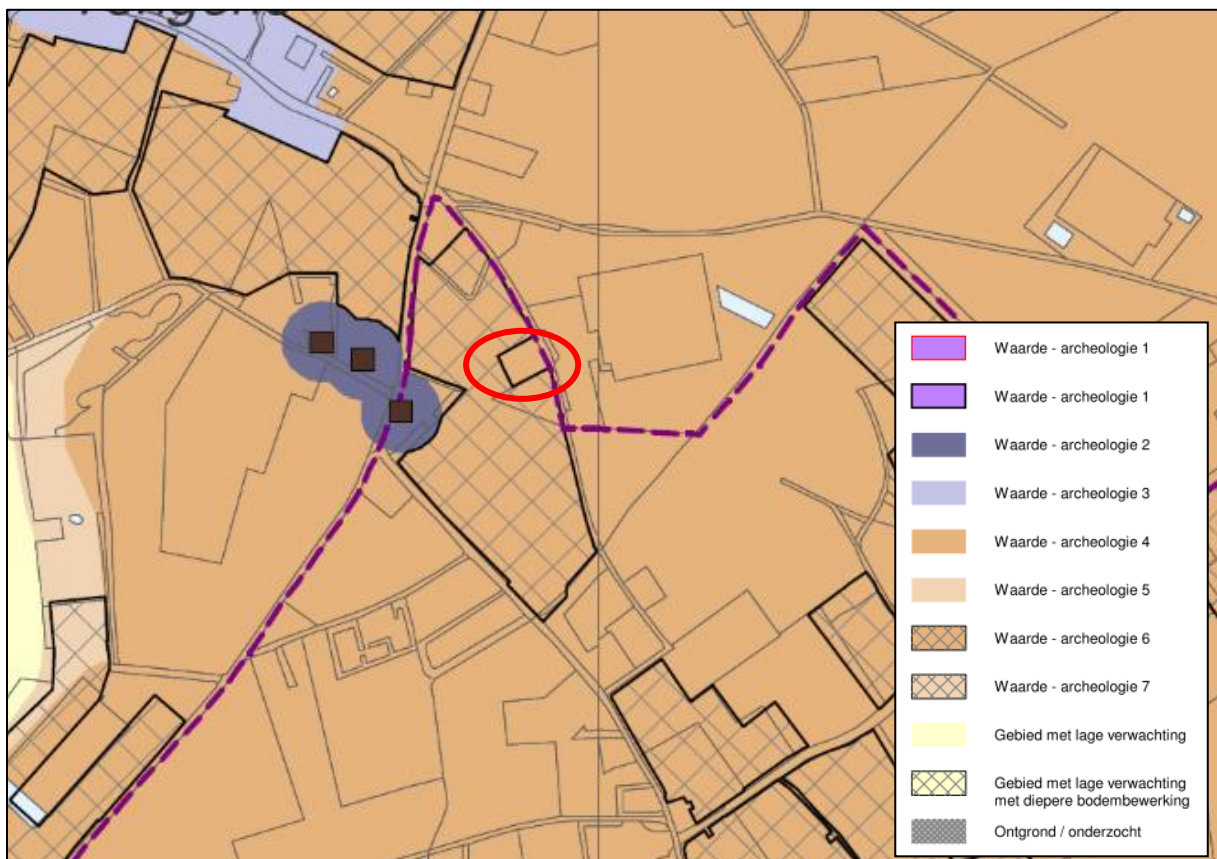 Waarde - archeologie 1
Waarde - archeologie 1
Waarde - archeologie 2
Waarde - archeologie 3
Waarde - archeologie 4
Waarde - archeologie 5
Waarde - archeologie 6
Waarde - archeologie 7
Gebied met lage verwachting
Gebied met lage verwachting
met diepere bodembewerking
Ontgrond / onderzocht